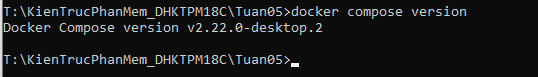 T:\KienTrucPhanMem_DHKTPM18C\Tuan05>docker compose version
Docker Compose version v2.22.0-desktop.2
T:\KienTrucPhanMem_DHKTPM18C\Tuan05>